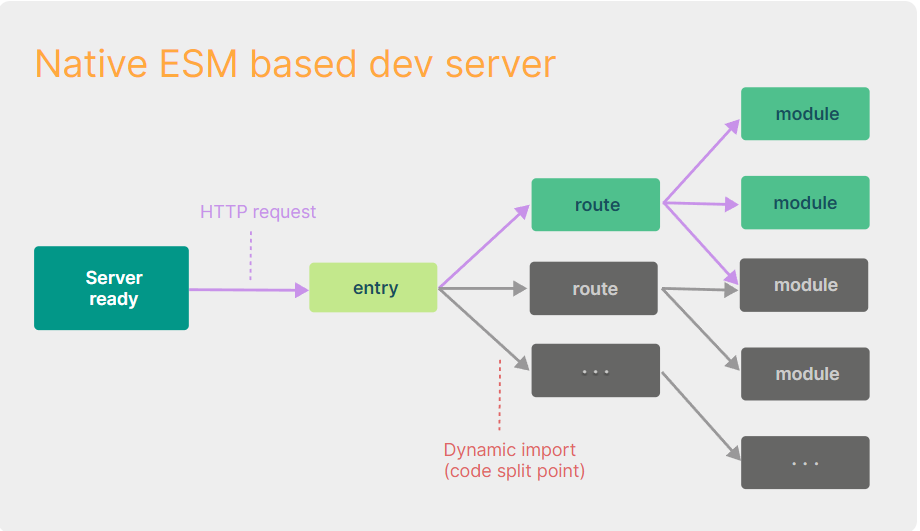 Native ESM based dev server
module
HTTP request
route
module
Server
ready
entry
route
module
. . .
module
Dynamic import
(code split point)
. . .